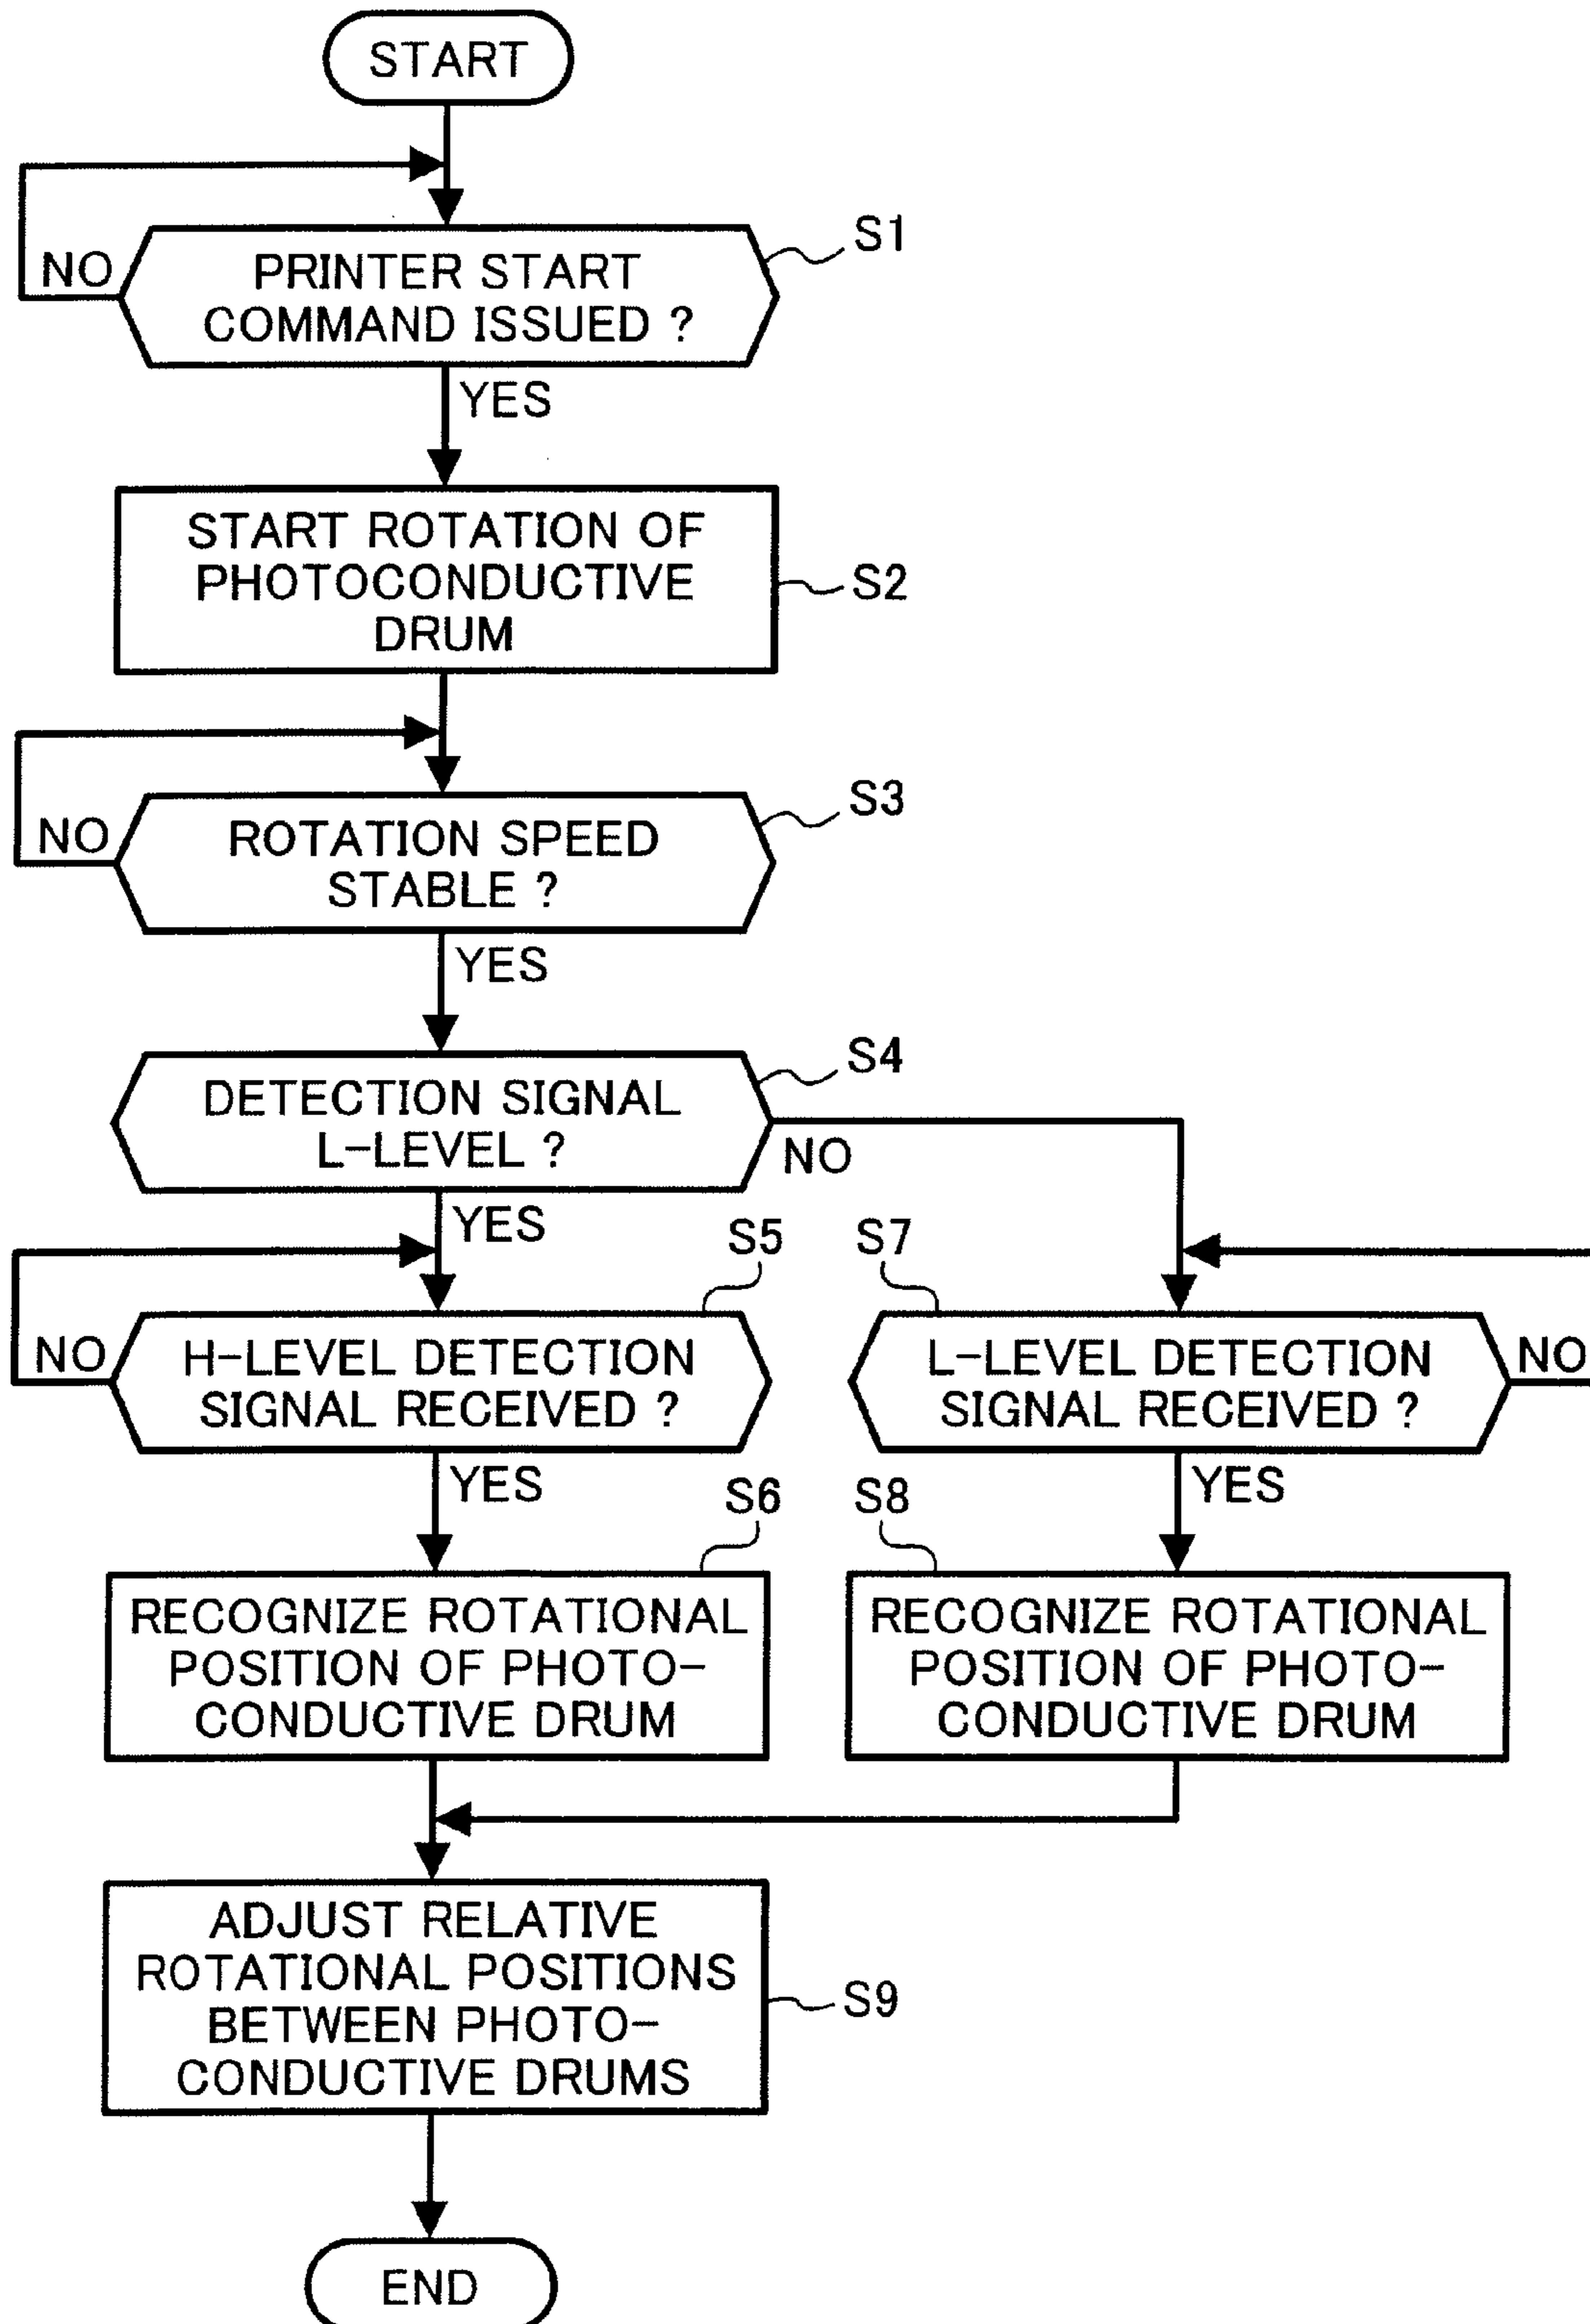 START
NO
PRINTER START
COMMAND ISSUED ?
S1
YES
START ROTATION OF
PHOTOCONDUCTIVE
DRUM
S2
NO
ROTATION SPEED
STABLE ?
S3
YES
DETECTION SIGNAL
L-LEVEL ?
S4
NO
YES
S5
S7
NO
H-LEVEL DETECTION
SIGNAL RECEIVED ?
L-LEVEL DETECTION
SIGNAL RECEIVED ?
NO
YES
YES
S6
S8
RECOGNIZE ROTATIONAL
POSITION OF PHOTO-
CONDUCTIVE DRUM
RECOGNIZE ROTATIONAL
POSITION OF PHOTO-
CONDUCTIVE DRUM
ADJUST RELATIVE
ROTATIONAL POSITIONS
BETWEEN PHOTO-
CONDUCTIVE DRUMS
S9
END